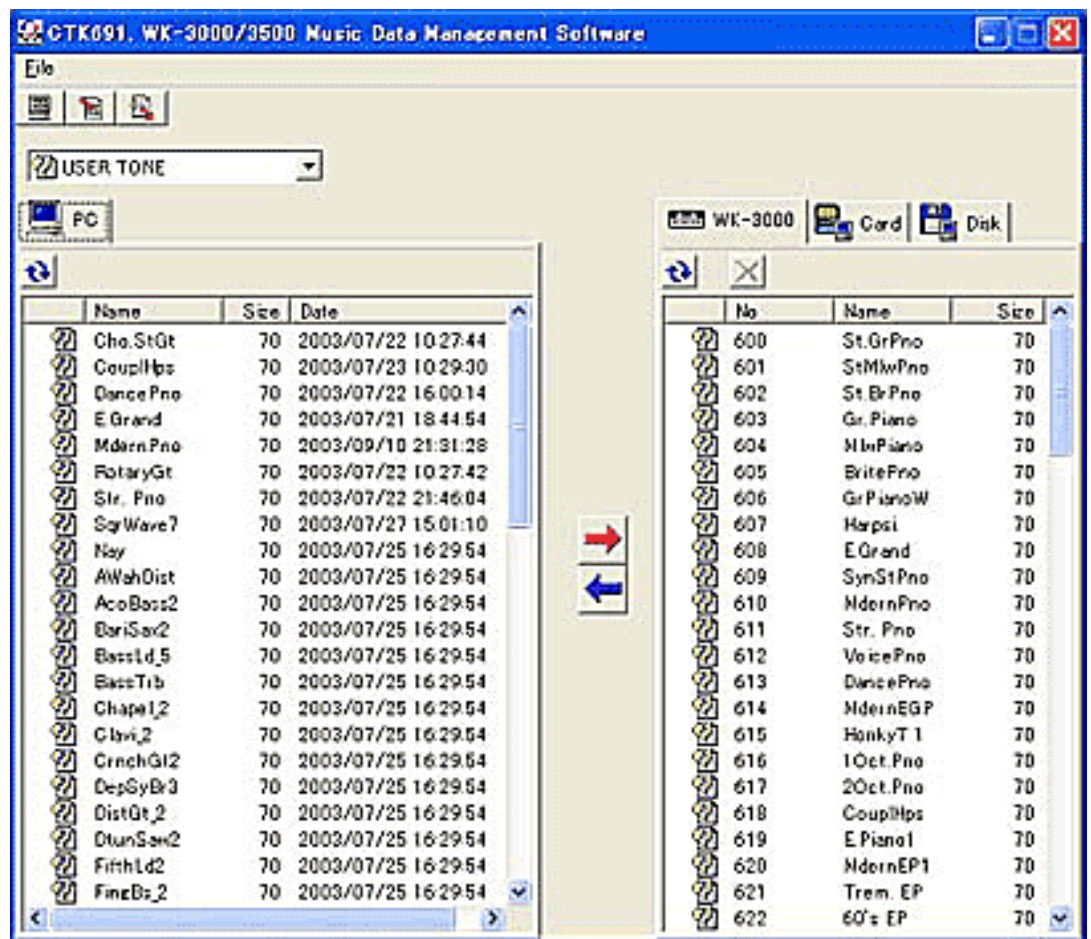 CTK691, WK-3000/3500 Music Data Management Software
File
USER TONE
PC
WK-3000 Card Disk
Name Size Date
Cho.StGt 70 2003/07/22 10:27:44
CouplHps 70 2003/07/23 10:29:30
DancePno 70 2003/07/22 16:00:14
E.Grand 70 2003/07/21 18:44:54
MdernPno 70 2003/09/10 21:31:28
RotaryGt 70 2003/07/22 10:27:42
Str. Pno 70 2003/07/22 21:46:04
SqrWave7 70 2003/07/27 15:01:10
Nay 70 2003/07/25 16:29:54
AWahDist 70 2003/07/25 16:29:54
AcoBass2 70 2003/07/25 16:29:54
BariSax2 70 2003/07/25 16:29:54
BassLd_5 70 2003/07/25 16:29:54
BassTrb 70 2003/07/25 16:29:54
Chapel_2 70 2003/07/25 16:29:54
Clavi_2 70 2003/07/25 16:29:54
CrnchGt2 70 2003/07/25 16:29:54
DepSyBr3 70 2003/07/25 16:29:54
DistGt_2 70 2003/07/25 16:29:54
DtunSaw2 70 2003/07/25 16:29:54
FifthLd2 70 2003/07/25 16:29:54
FingBs_2 70 2003/07/25 16:29:54
No Name Size
600 St.GrPno 70
601 StMlwPno 70
602 St.BrPno 70
603 Gr.Piano 70
604 MlwPiano 70
605 BritePno 70
606 GrPianoW 70
607 Harpsi. 70
608 E.Grand 70
609 SynStPno 70
610 MdernPno 70
611 Str. Pno 70
612 VoicePno 70
613 DancePno 70
614 MdernEGP 70
615 HonkyT 1 70
616 1Oct.Pno 70
617 2Oct.Pno 70
618 CouplHps 70
619 E.Piano1 70
620 MdernEP1 70
621 Trem. EP 70
622 60's EP 70